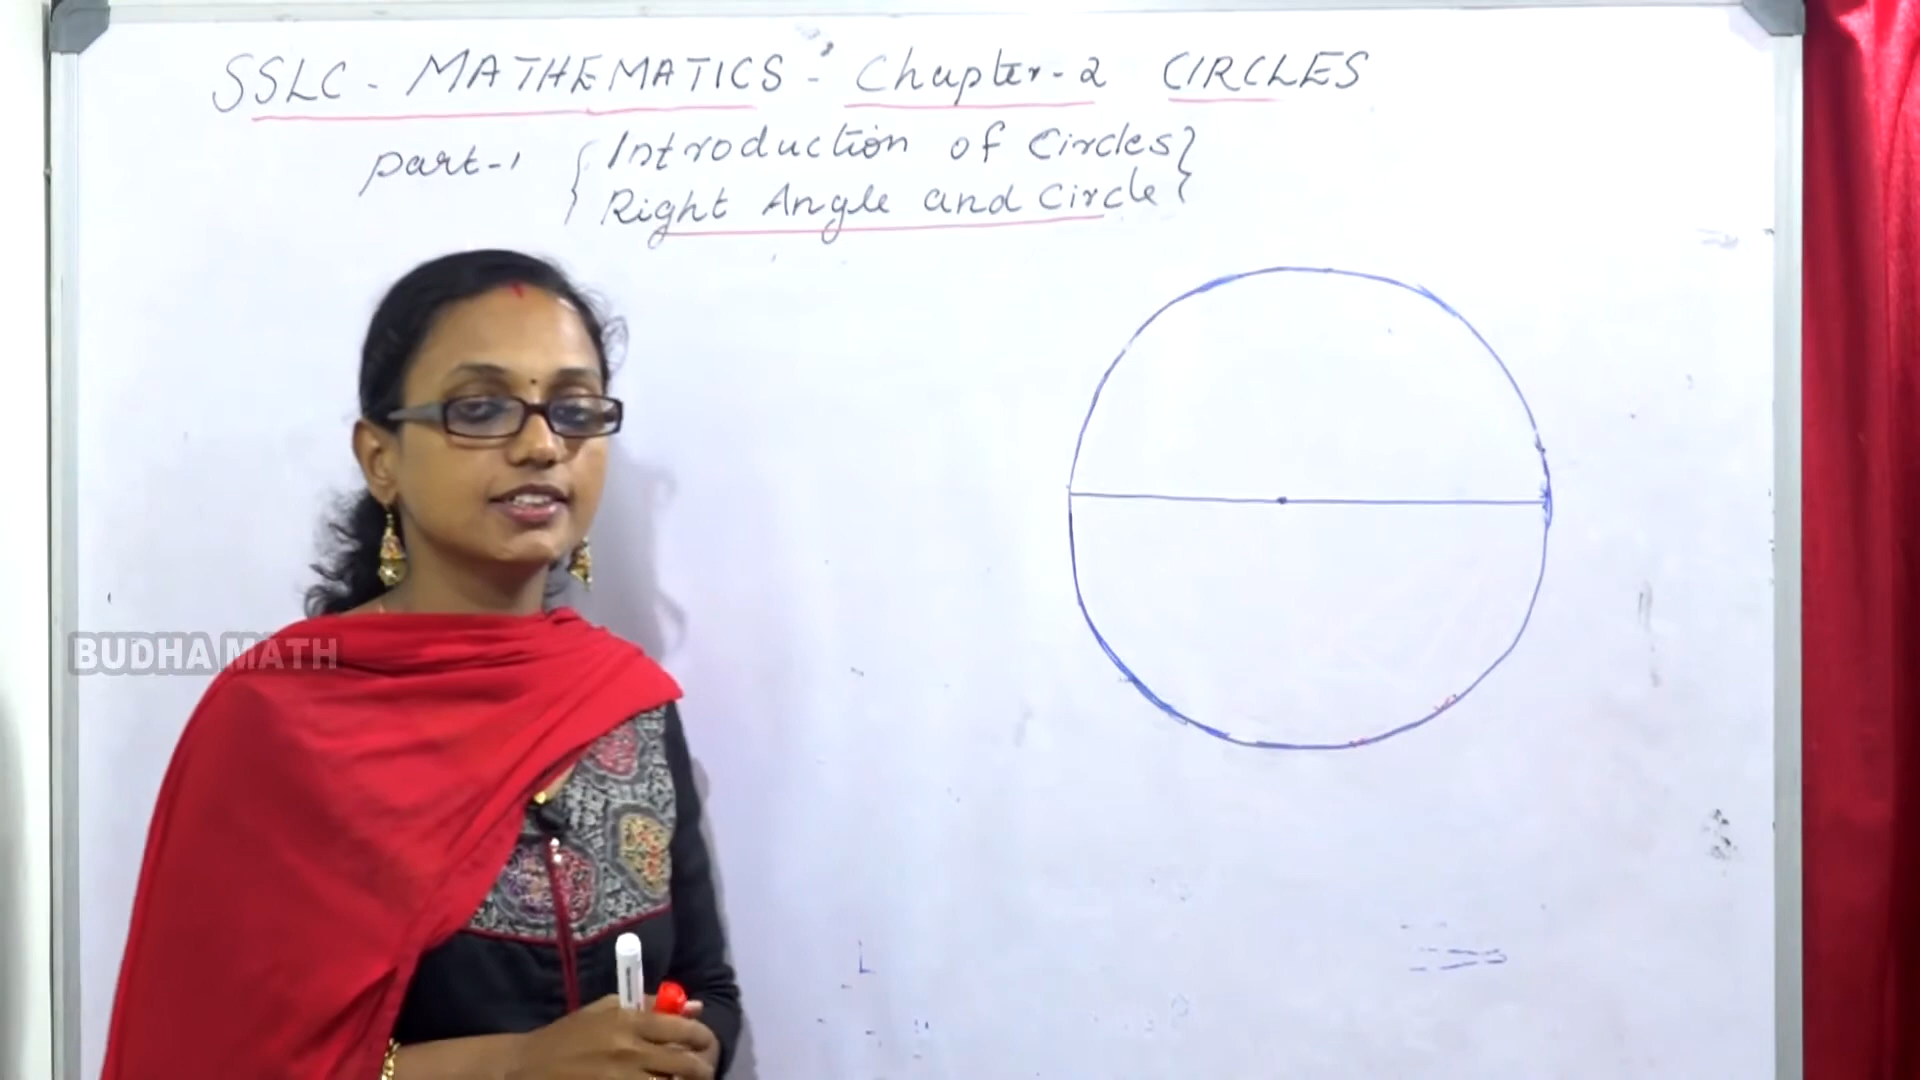 SSLC - MATHEMATICS - Chapter-2 CIRCLES
Part-1 { Introduction of Circles }
Right Angle and Circle
BUDHA MATH